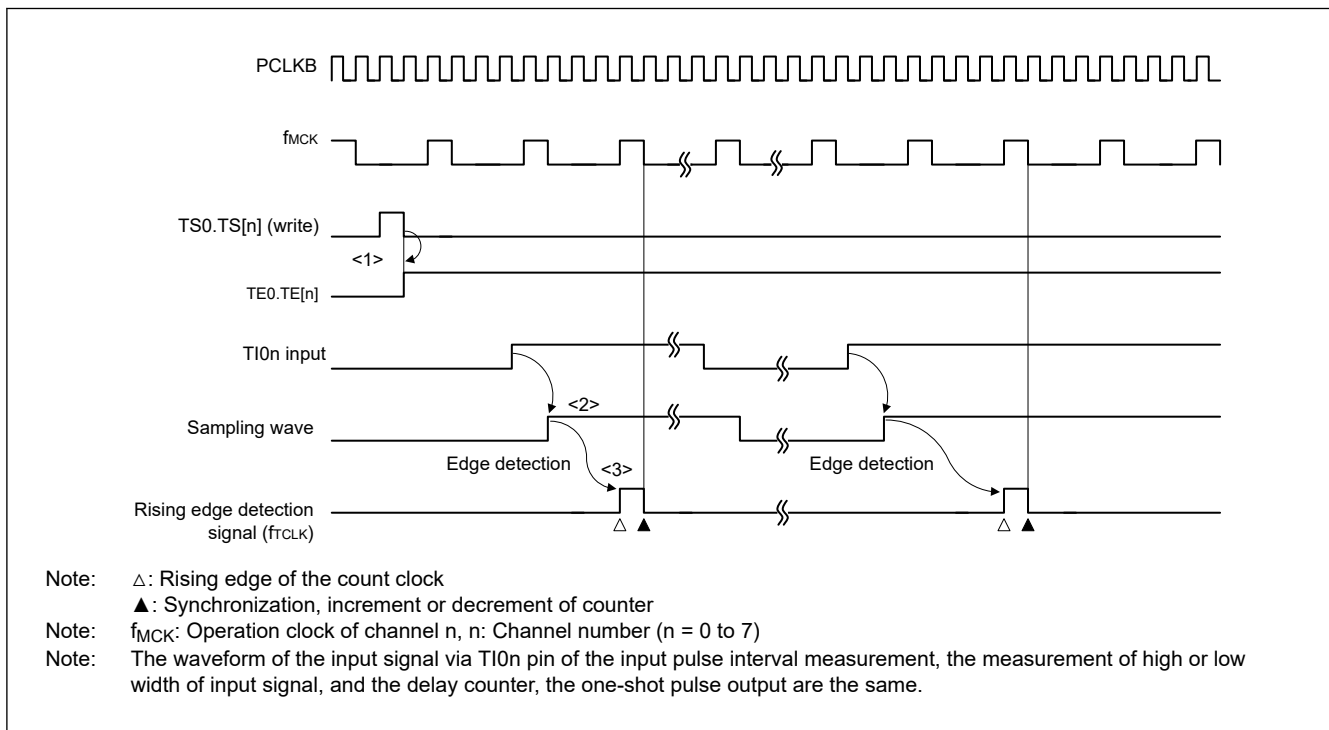 PCLKB
fMCK
TS0.TS[n] (write)
<1>
TE0.TE[n]
TI0n input
<2>
Sampling wave
Edge detection
<3>
Edge detection
Rising edge detection
signal (fTCLK)
Note: △: Rising edge of the count clock
▲: Synchronization, increment or decrement of counter
Note: fMCK: Operation clock of channel n, n: Channel number (n = 0 to 7)
Note: The waveform of the input signal via TI0n pin of the input pulse interval measurement, the measurement of high or low
width of input signal, and the delay counter, the one-shot pulse output are the same.